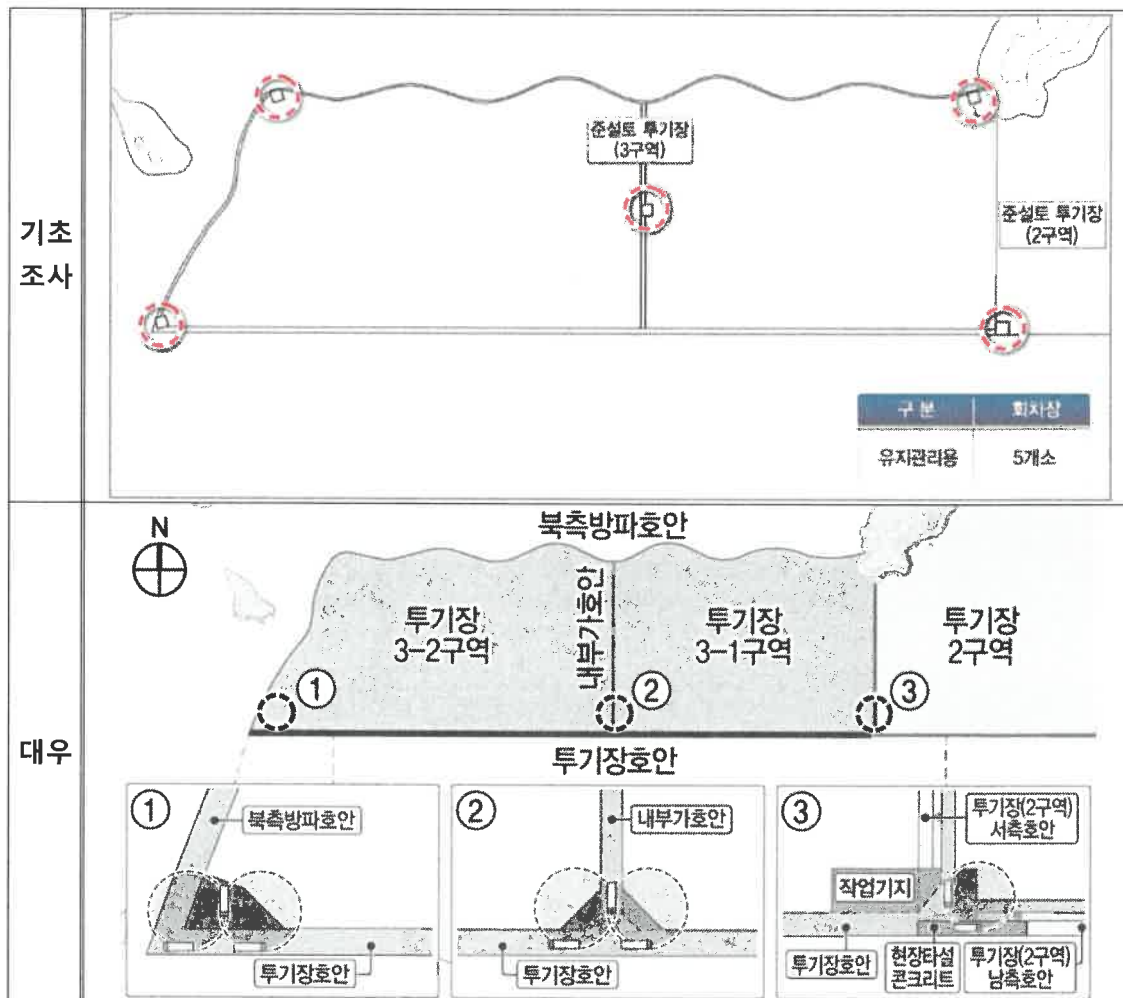 기초
조사
준설토 투기장
(3구역)
준설토 투기장
(2구역)
구 분 회차장
유지관리용 5개소
대우
N
북측방파호안
투기장
3-2구역
내부가호안
투기장
3-1구역
투기장
2구역
①
②
③
투기장호안
①
북측방파호안
투기장호안
②
내부가호안
투기장호안
③
투기장(2구역)
서측호안
작업기지
투기장호안
현장타설
콘크리트
투기장(2구역)
남측호안